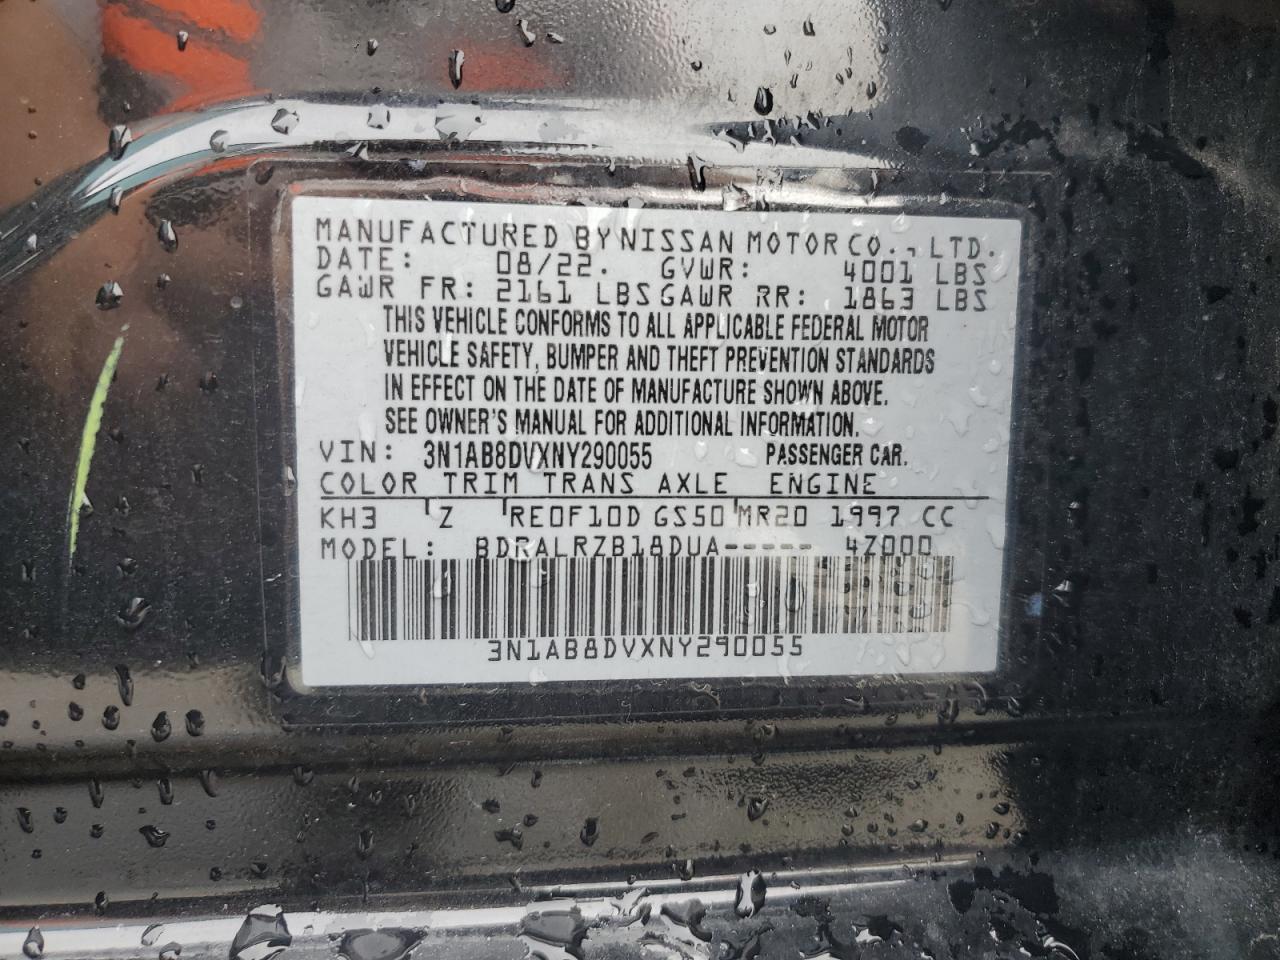 MANUFACTURED BY NISSAN MOTOR CO., LTD.
DATE: 08/22. GVWR: 4001 LBS
GAWR FR: 2161 LBS GAWR RR: 1863 LBS
THIS VEHICLE CONFORMS TO ALL APPLICABLE FEDERAL MOTOR
VEHICLE SAFETY, BUMPER AND THEFT PREVENTION STANDARDS
IN EFFECT ON THE DATE OF MANUFACTURE SHOWN ABOVE.
SEE OWNER'S MANUAL FOR ADDITIONAL INFORMATION.
VIN: 3N1AB8DVXNY290055 PASSENGER CAR.
COLOR TRIM TRANS AXLE ENGINE
KH3 Z RE0F10D GS50 MR20 1997 CC
MODEL: BDRALRZB18DUA----- 4Z000
3N1AB8DVXNY290055